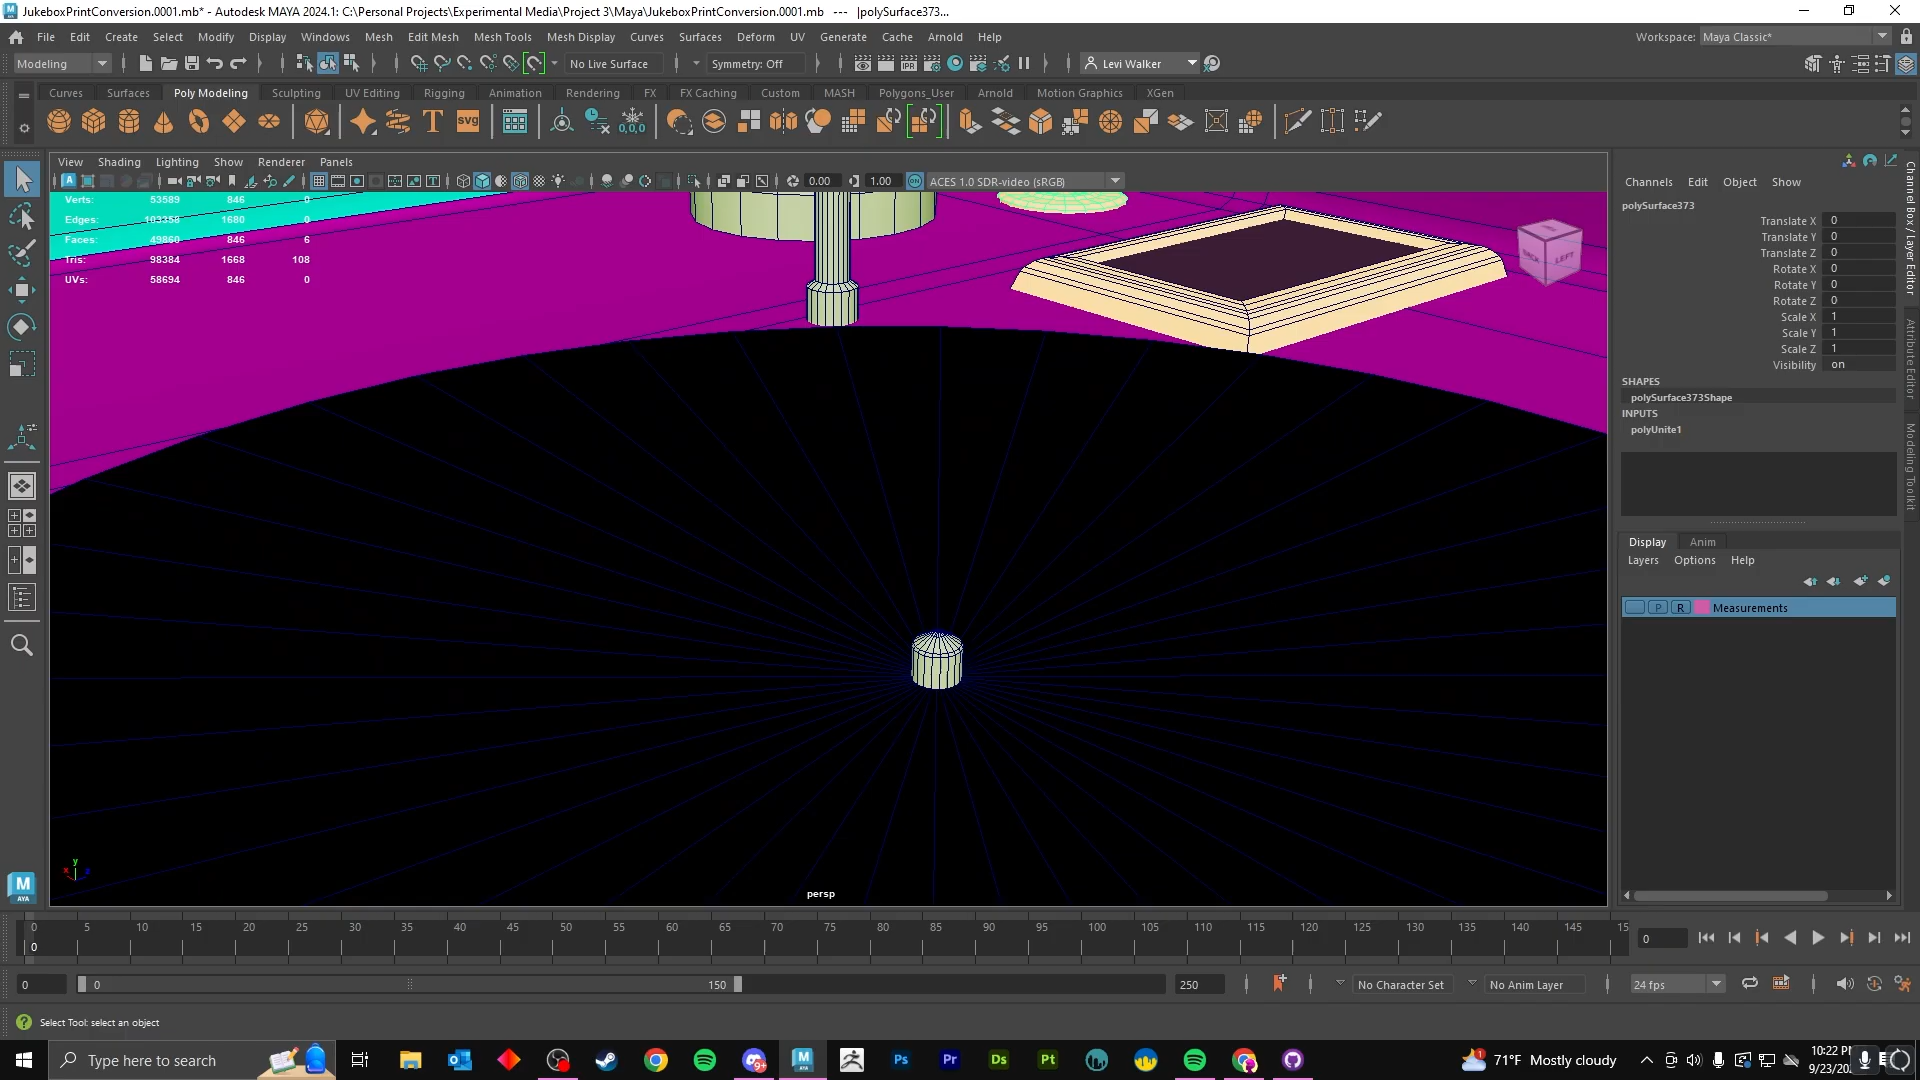 JukeboxPrintConversion.0001.mb* - Autodesk MAYA 2024.1: C:\Personal Projects\Experimental Media\Project 3\Maya\JukeboxPrintConversion.0001.mb --- |polySurface373...
File Edit Create Select Modify Display Windows Mesh Edit Mesh Mesh Tools Mesh Display Curves Surfaces Deform UV Generate Cache Arnold Help
Workspace: Maya Classic*
Modeling
No Live Surface
Symmetry: Off
Levi Walker
Curves Surfaces Poly Modeling Sculpting UV Editing Rigging Animation Rendering FX FX Caching Custom MASH Polygons_User Arnold Motion Graphics XGen
View Shading Lighting Show Renderer Panels
0.00 1.00 ACES 1.0 SDR-video (sRGB)
Verts: 53589 846 0
Edges: 103358 1680 0
Faces: 49860 846 6
Tris: 98384 1668 108
UVs: 58694 846 0
BACK LEFT
persp
Channels Edit Object Show
polySurface373
Translate X 0
Translate Y 0
Translate Z 0
Rotate X 0
Rotate Y 0
Rotate Z 0
Scale X 1
Scale Y 1
Scale Z 1
Visibility on
SHAPES
polySurface373Shape
INPUTS
polyUnite1
Display Anim
Layers Options Help
P R Measurements
Channel Box / Layer Editor
Attribute Editor
Modeling Toolkit
0 5 10 15 20 25 30 35 40 45 50 55 60 65 70 75 80 85 90 95 100 105 110 115 120 125 130 135 140 145 15
0
0
0 0 150 250
No Character Set
No Anim Layer
24 fps
Select Tool: select an object
Type here to search
71°F Mostly cloudy
10:22 P
9/23/20